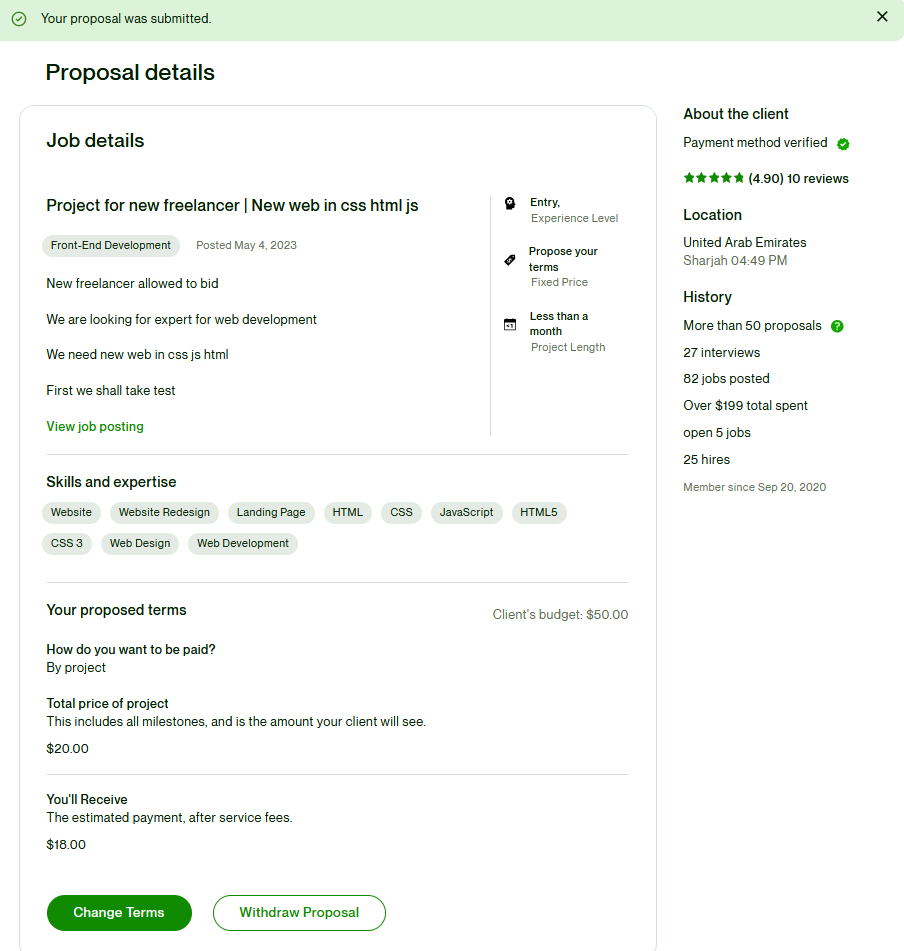 Your proposal was submitted.
Proposal details
Job details
Project for new freelancer | New web in css html js
Front-End Development
Posted May 4, 2023
New freelancer allowed to bid
We are looking for expert for web development
We need new web in css js html
First we shall take test
View job posting
Entry,
Experience Level
Propose your
terms
Fixed Price
<1
Less than a
month
Project Length
Skills and expertise
Website
Website Redesign
Landing Page
HTML
CSS
JavaScript
HTML5
CSS 3
Web Design
Web Development
Your proposed terms
Client's budget: $50.00
How do you want to be paid?
By project
Total price of project
This includes all milestones, and is the amount your client will see.
$20.00
You'll Receive
The estimated payment, after service fees.
$18.00
Change Terms
Withdraw Proposal
About the client
Payment method verified
(4.90) 10 reviews
Location
United Arab Emirates
Sharjah 04:49 PM
History
More than 50 proposals ?
27 interviews
82 jobs posted
Over $199 total spent
open 5 jobs
25 hires
Member since Sep 20, 2020